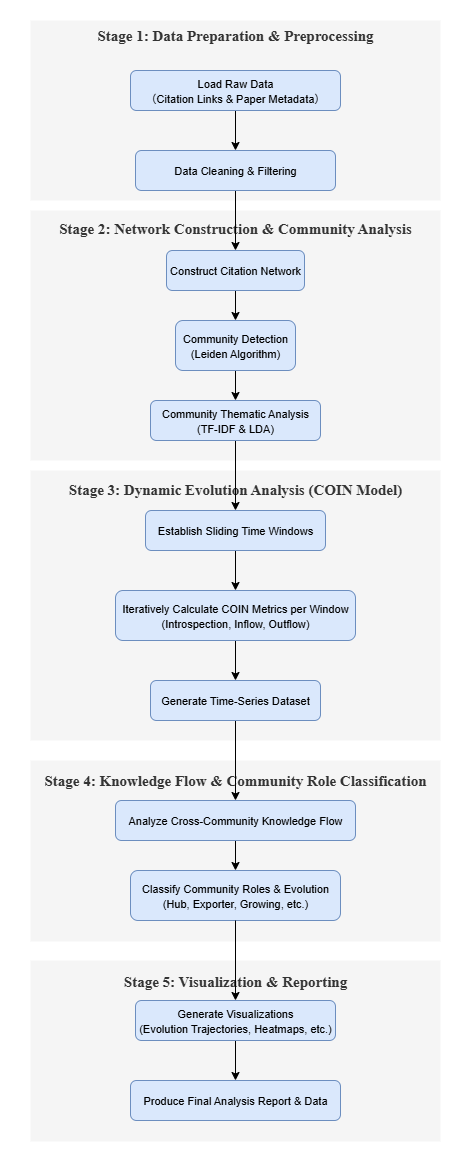 Stage 1: Data Preparation & Preprocessing
Load Raw Data
(Citation Links & Paper Metadata)
Data Cleaning & Filtering
Stage 2: Network Construction & Community Analysis
Construct Citation Network
Community Detection
(Leiden Algorithm)
Community Thematic Analysis
(TF-IDF & LDA)
Stage 3: Dynamic Evolution Analysis (COIN Model)
Establish Sliding Time Windows
Iteratively Calculate COIN Metrics per Window
(Introspection, Inflow, Outflow)
Generate Time-Series Dataset
Stage 4: Knowledge Flow & Community Role Classification
Analyze Cross-Community Knowledge Flow
Classify Community Roles & Evolution
(Hub, Exporter, Growing, etc.)
Stage 5: Visualization & Reporting
Generate Visualizations
(Evolution Trajectories, Heatmaps, etc.)
Produce Final Analysis Report & Data